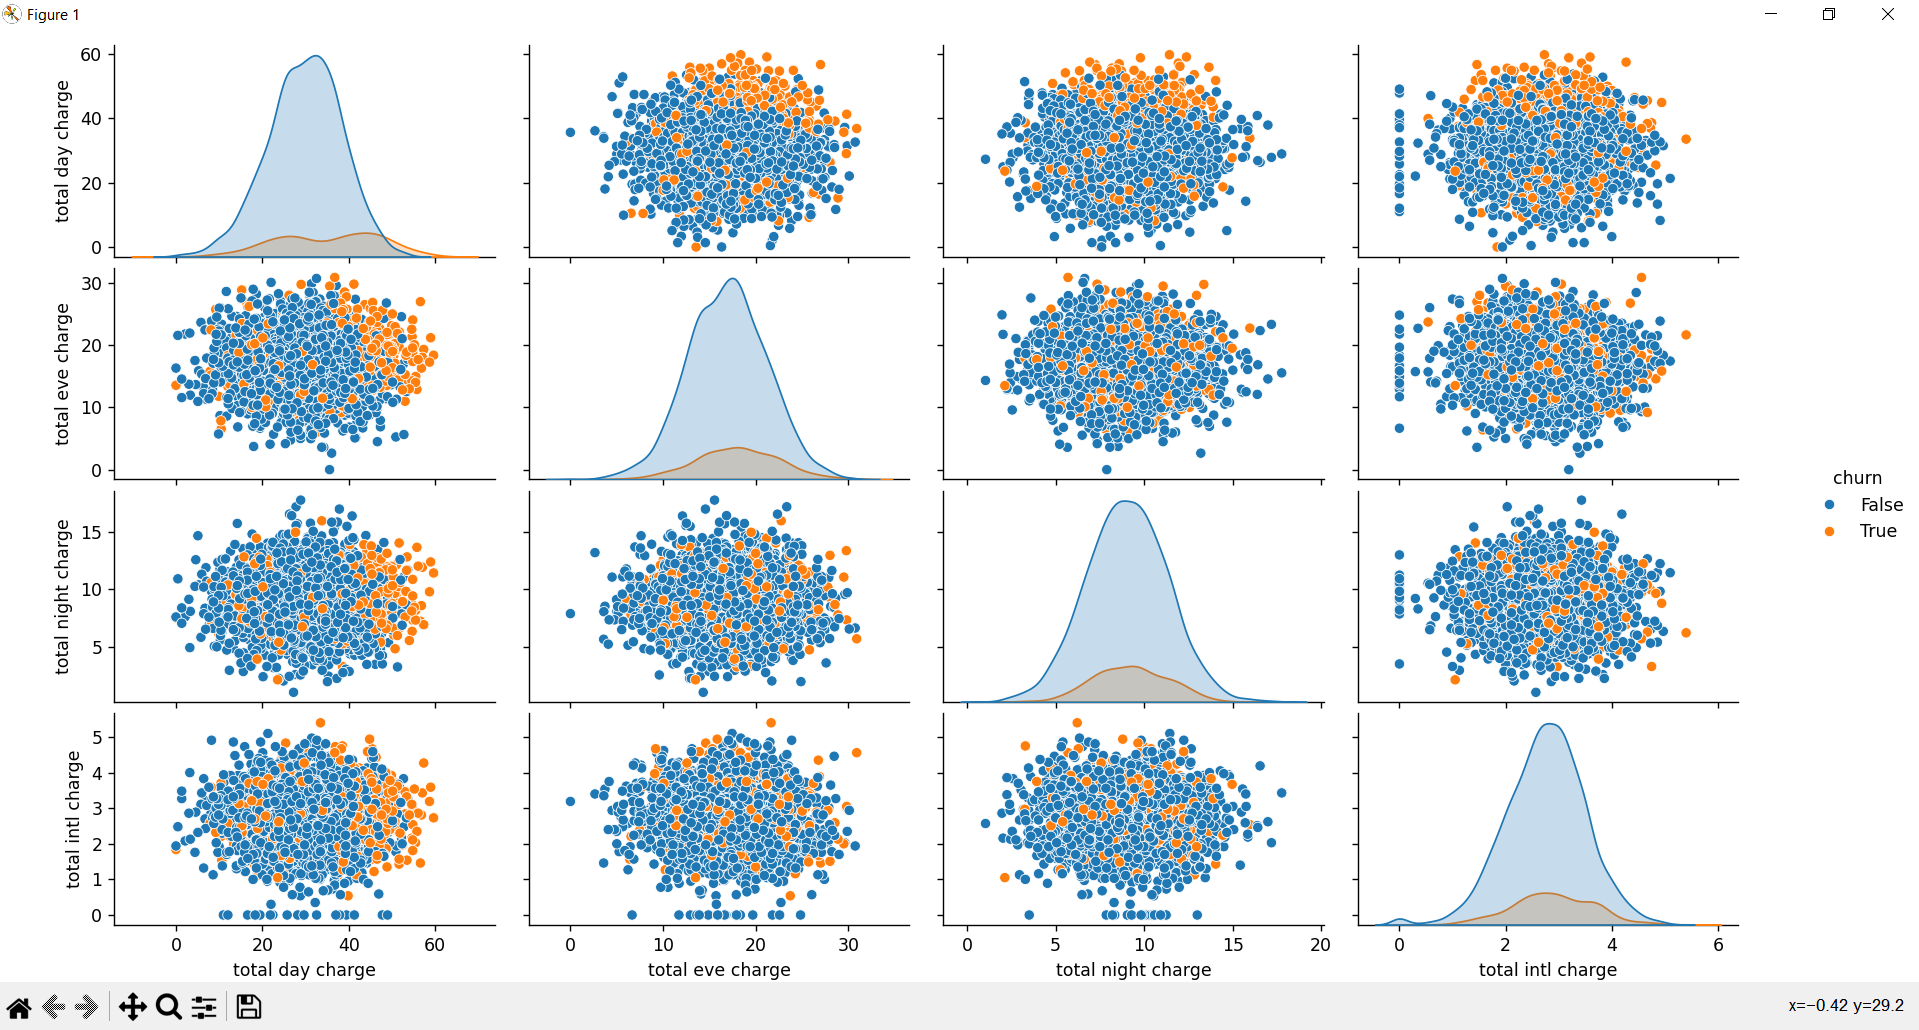 Figure 1
60
40
20
0
total day charge
30
20
10
0
total eve charge
15
10
5
total night charge
5
4
3
2
1
0
total intl charge
0 20 40 60
total day charge
0 10 20 30
total eve charge
0 5 10 15 20
total night charge
0 2 4 6
total intl charge
churn
False
True
x=−0.42 y=29.2